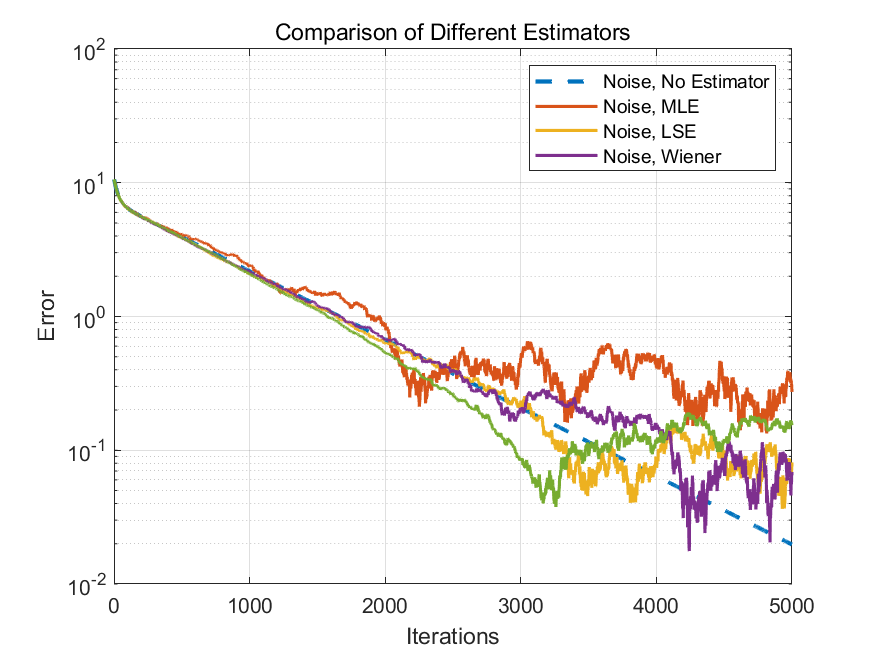 Comparison of Different Estimators
10^2
10^1
10^0
10^-1
10^-2
Error
Noise, No Estimator
Noise, MLE
Noise, LSE
Noise, Wiener
0 1000 2000 3000 4000 5000
Iterations